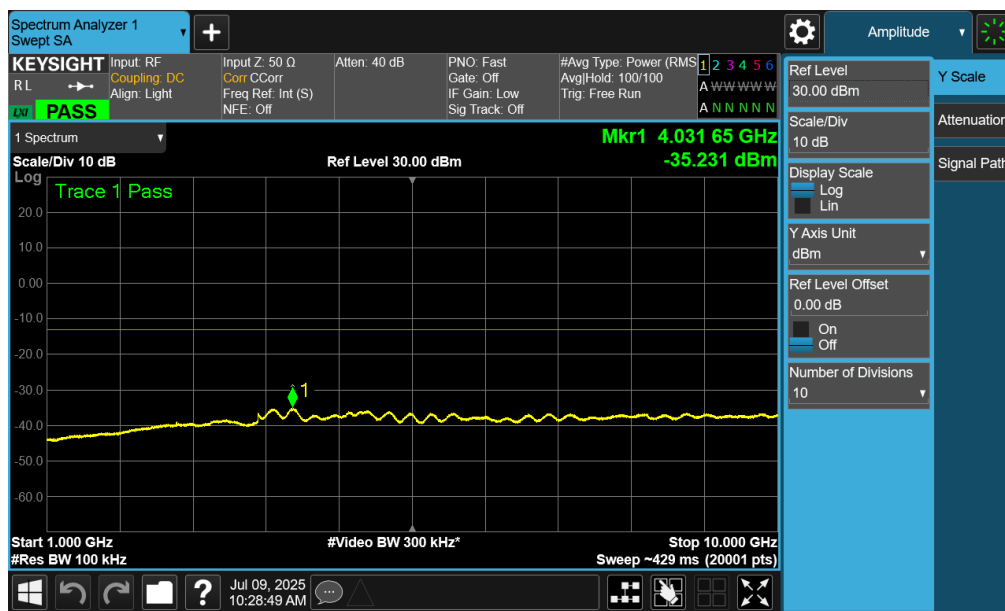 Spectrum Analyzer 1
Swept SA
Amplitude
KEYSIGHT
R L
LXI
PASS
Input: RF
Coupling: DC
Align: Light
Input Z: 50 Ω
Corr CCorr
Freq Ref: Int (S)
NFE: Off
Atten: 40 dB
PNO: Fast
Gate: Off
IF Gain: Low
Sig Track: Off
#Avg Type: Power (RMS
Avg|Hold: 100/100
Trig: Free Run
1 2 3 4 5 6
A W W W W W
A N N N N N
1 Spectrum
Mkr1 4.031 65 GHz
Scale/Div 10 dB
Ref Level 30.00 dBm
-35.231 dBm
Log
Trace 1 Pass
20.0
10.0
0.00
-10.0
-20.0
-30.0
1
-40.0
-50.0
-60.0
Start 1.000 GHz
#Video BW 300 kHz*
Stop 10.000 GHz
#Res BW 100 kHz
Sweep ~429 ms (20001 pts)
Ref Level
30.00 dBm
Scale/Div
10 dB
Display Scale
Log
Lin
Y Axis Unit
dBm
Ref Level Offset
0.00 dB
On
Off
Number of Divisions
10
Y Scale
Attenuation
Signal Path
?
Jul 09, 2025
10:28:49 AM